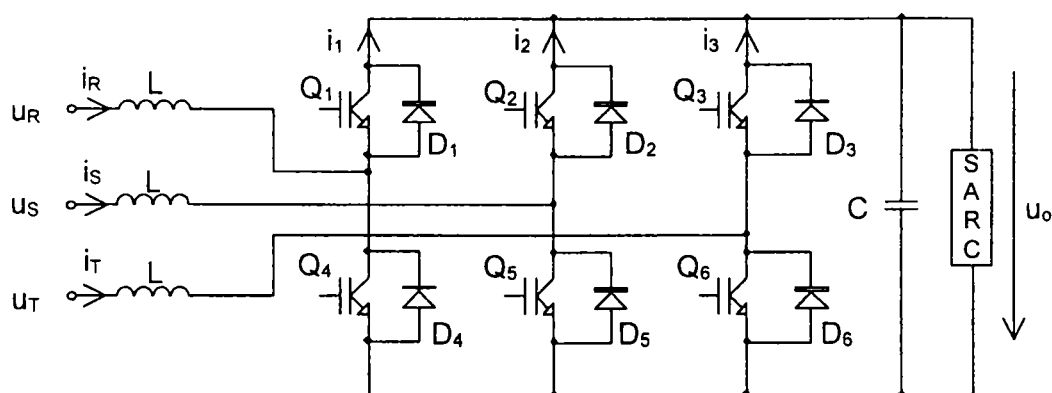 i1 i2 i3
iR L Q1 Q2 Q3
uR D1 D2 D3
iS L
uS C SARC uo
iT L Q4 Q5 Q6
uT D4 D5 D6